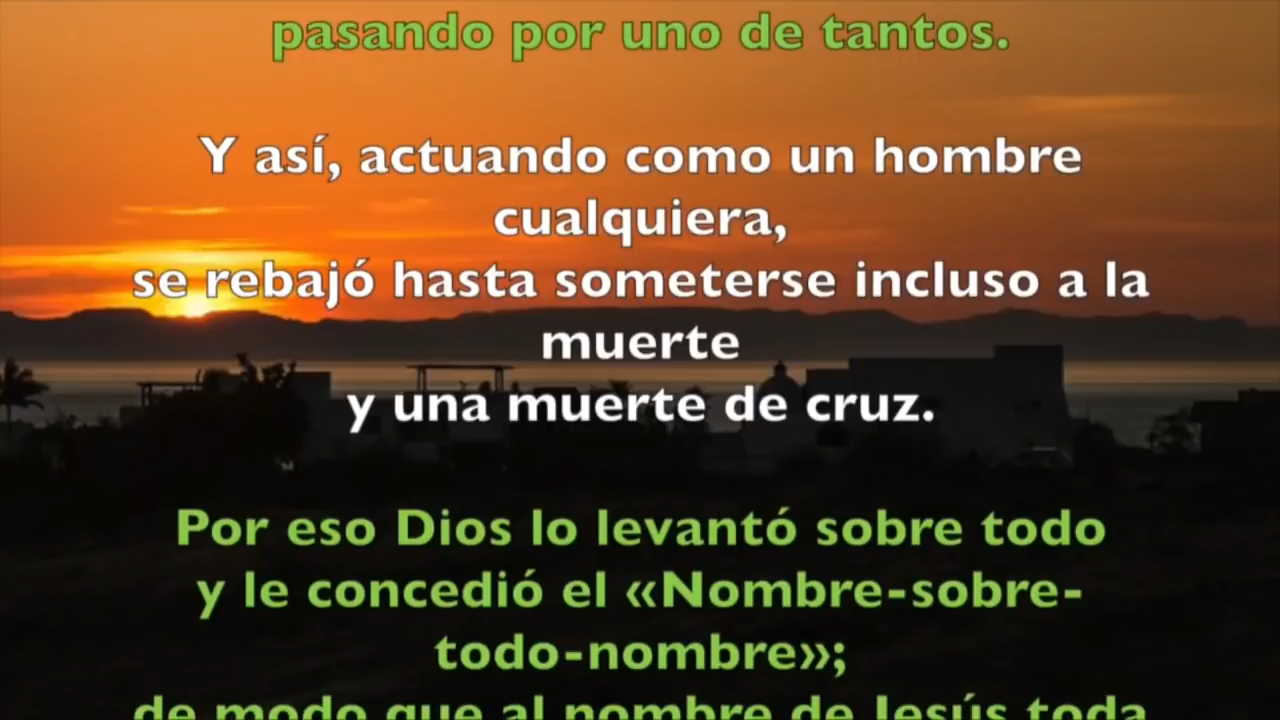 pasando por uno de tantos.
Y así, actuando como un hombre
cualquiera,
se rebajó hasta someterse incluso a la
muerte
y una muerte de cruz.
Por eso Dios lo levantó sobre todo
y le concedió el «Nombre-sobre-
todo-nombre»;
de modo que al nombre de Jesús toda